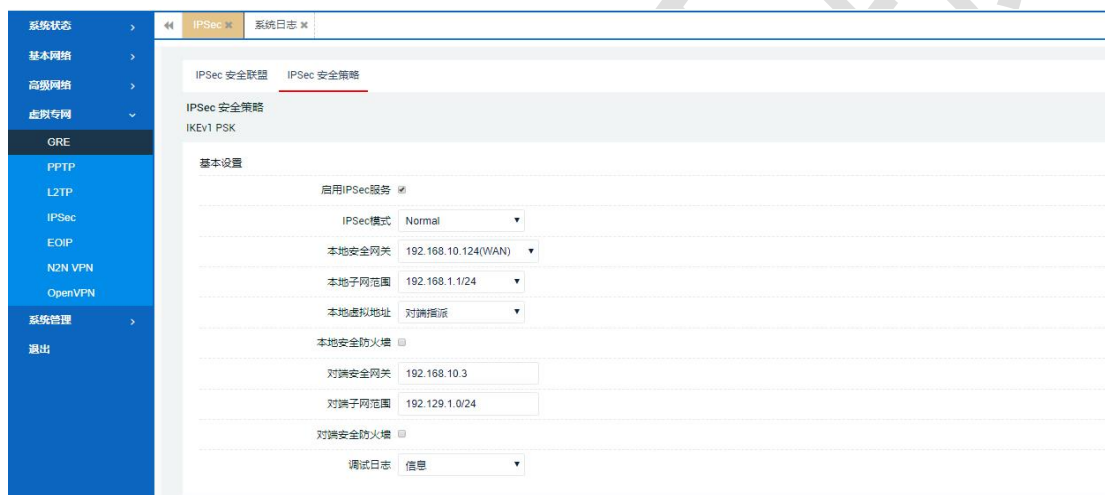 系统状态
基本网络
高级网络
虚拟专网
GRE
PPTP
L2TP
IPSec
EOIP
N2N VPN
OpenVPN
系统管理
退出
IPSec
系统日志
IPSec 安全联盟 IPSec 安全策略
IPSec 安全策略
IKEv1 PSK
基本设置
启用IPSec服务
IPSec模式 Normal
本地安全网关 192.168.10.124(WAN)
本地子网范围 192.168.1.1/24
本地虚拟地址 对端指派
本地安全防火墙
对端安全网关 192.168.10.3
对端子网范围 192.129.1.0/24
对端安全防火墙
调试日志 信息